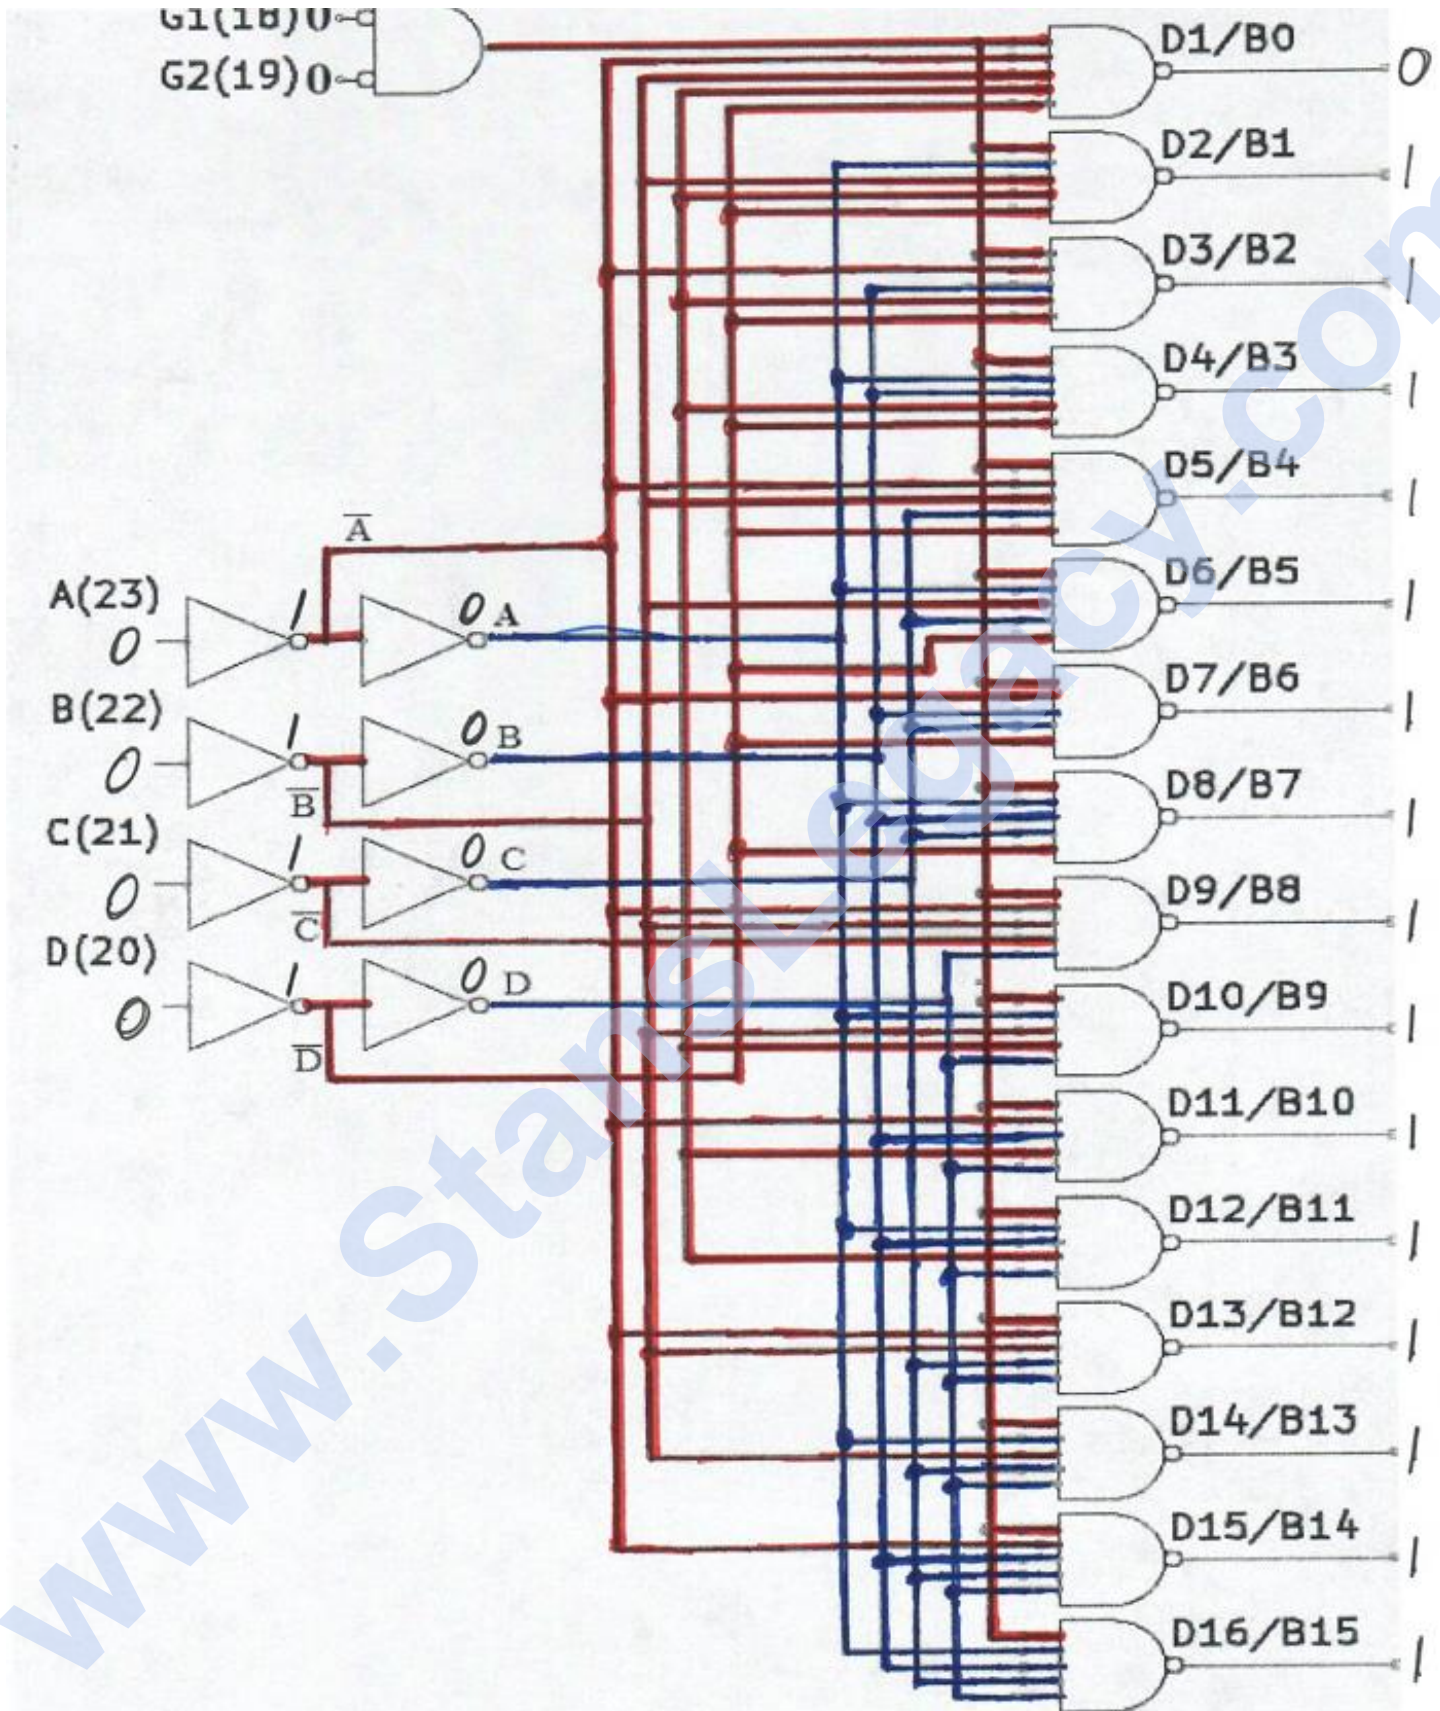 G1(18)0
G2(19)0
D1/B0 0
D2/B1 1
D3/B2 1
D4/B3 1
D5/B4 1
A̅
A(23) 1 0 A
0
D6/B5 1
B(22) 1 0 B
0
D7/B6 1
B̅
C(21) 1 0 C
0
D8/B7 1
C̅
D(20) 1 0 D
0
D9/B8 1
D̅
D10/B9 1
D11/B10 1
D12/B11 1
D13/B12 1
D14/B13 1
D15/B14 1
D16/B15 1
www.StansLegacy.com